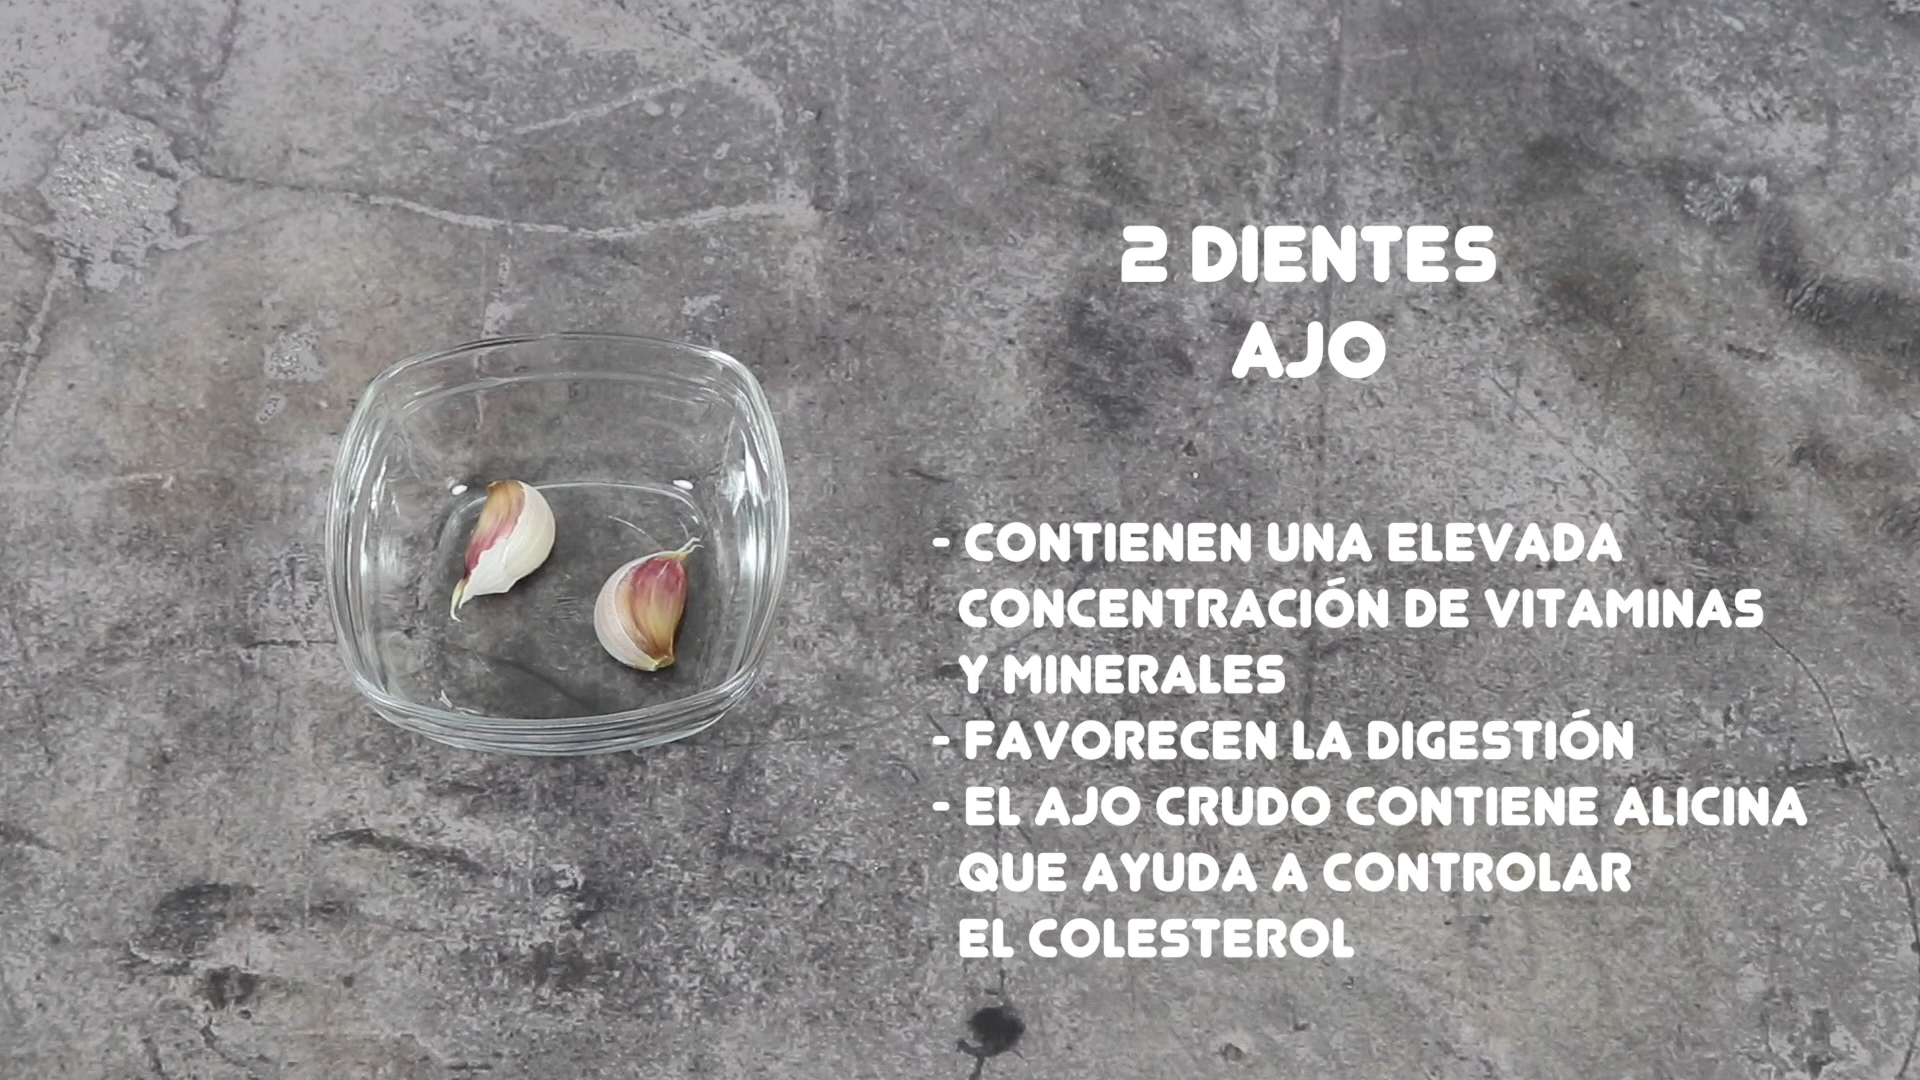 2 DIENTES
AJO
- CONTIENEN UNA ELEVADA
CONCENTRACIÓN DE VITAMINAS
Y MINERALES
- FAVORECEN LA DIGESTIÓN
- EL AJO CRUDO CONTIENE ALICINA
QUE AYUDA A CONTROLAR
EL COLESTEROL